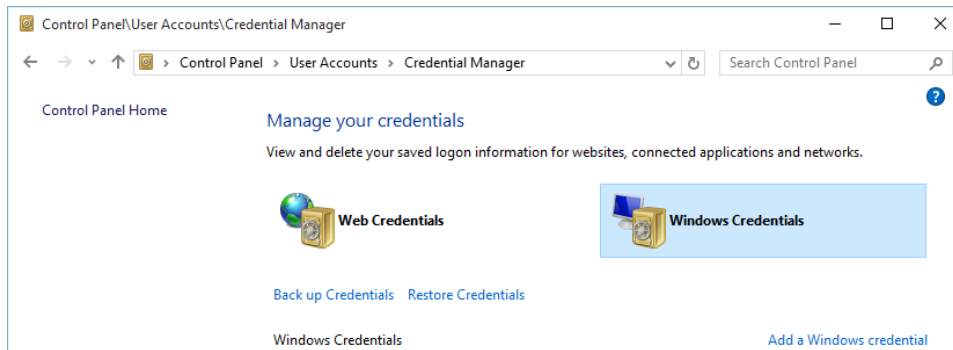 Control Panel\User Accounts\Credential Manager
Control Panel > User Accounts > Credential Manager
Search Control Panel
?
Control Panel Home
Manage your credentials
View and delete your saved logon information for websites, connected applications and networks.
Web Credentials
Windows Credentials
Back up Credentials Restore Credentials
Windows Credentials
Add a Windows credential